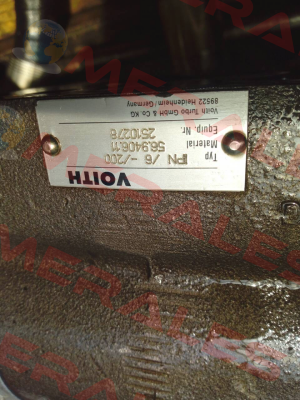 VOITH
Typ IPN /6 -/200
Material 56.9406.11
Equip. Nr. 2510276
Voith Turbo GmbH & Co KG
89522 Heidenheim/Germany
MERALES